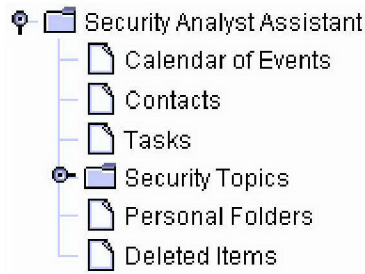 Security Analyst Assistant
Calendar of Events
Contacts
Tasks
Security Topics
Personal Folders
Deleted Items